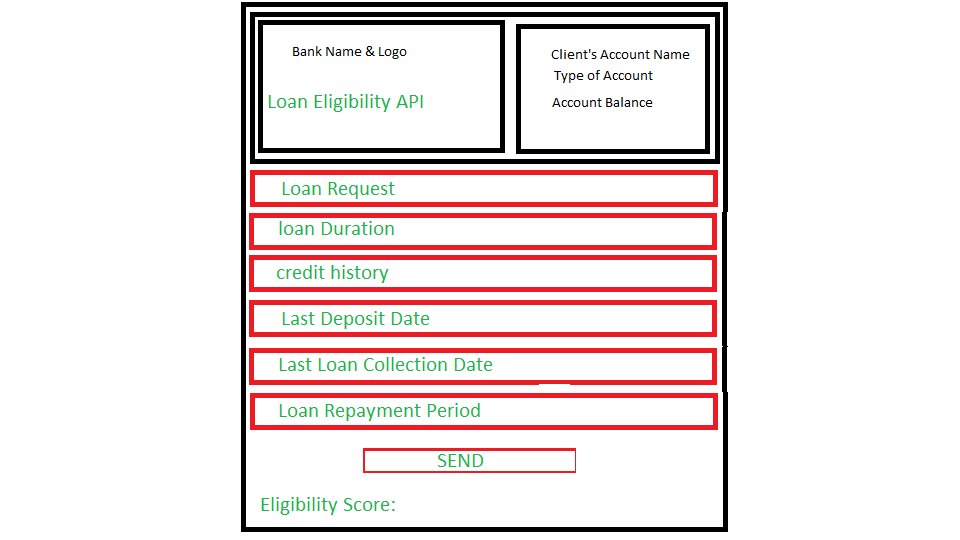 Bank Name & Logo
Loan Eligibility API
Client's Account Name
Type of Account
Account Balance
Loan Request
loan Duration
credit history
Last Deposit Date
Last Loan Collection Date
Loan Repayment Period
SEND
Eligibility Score: